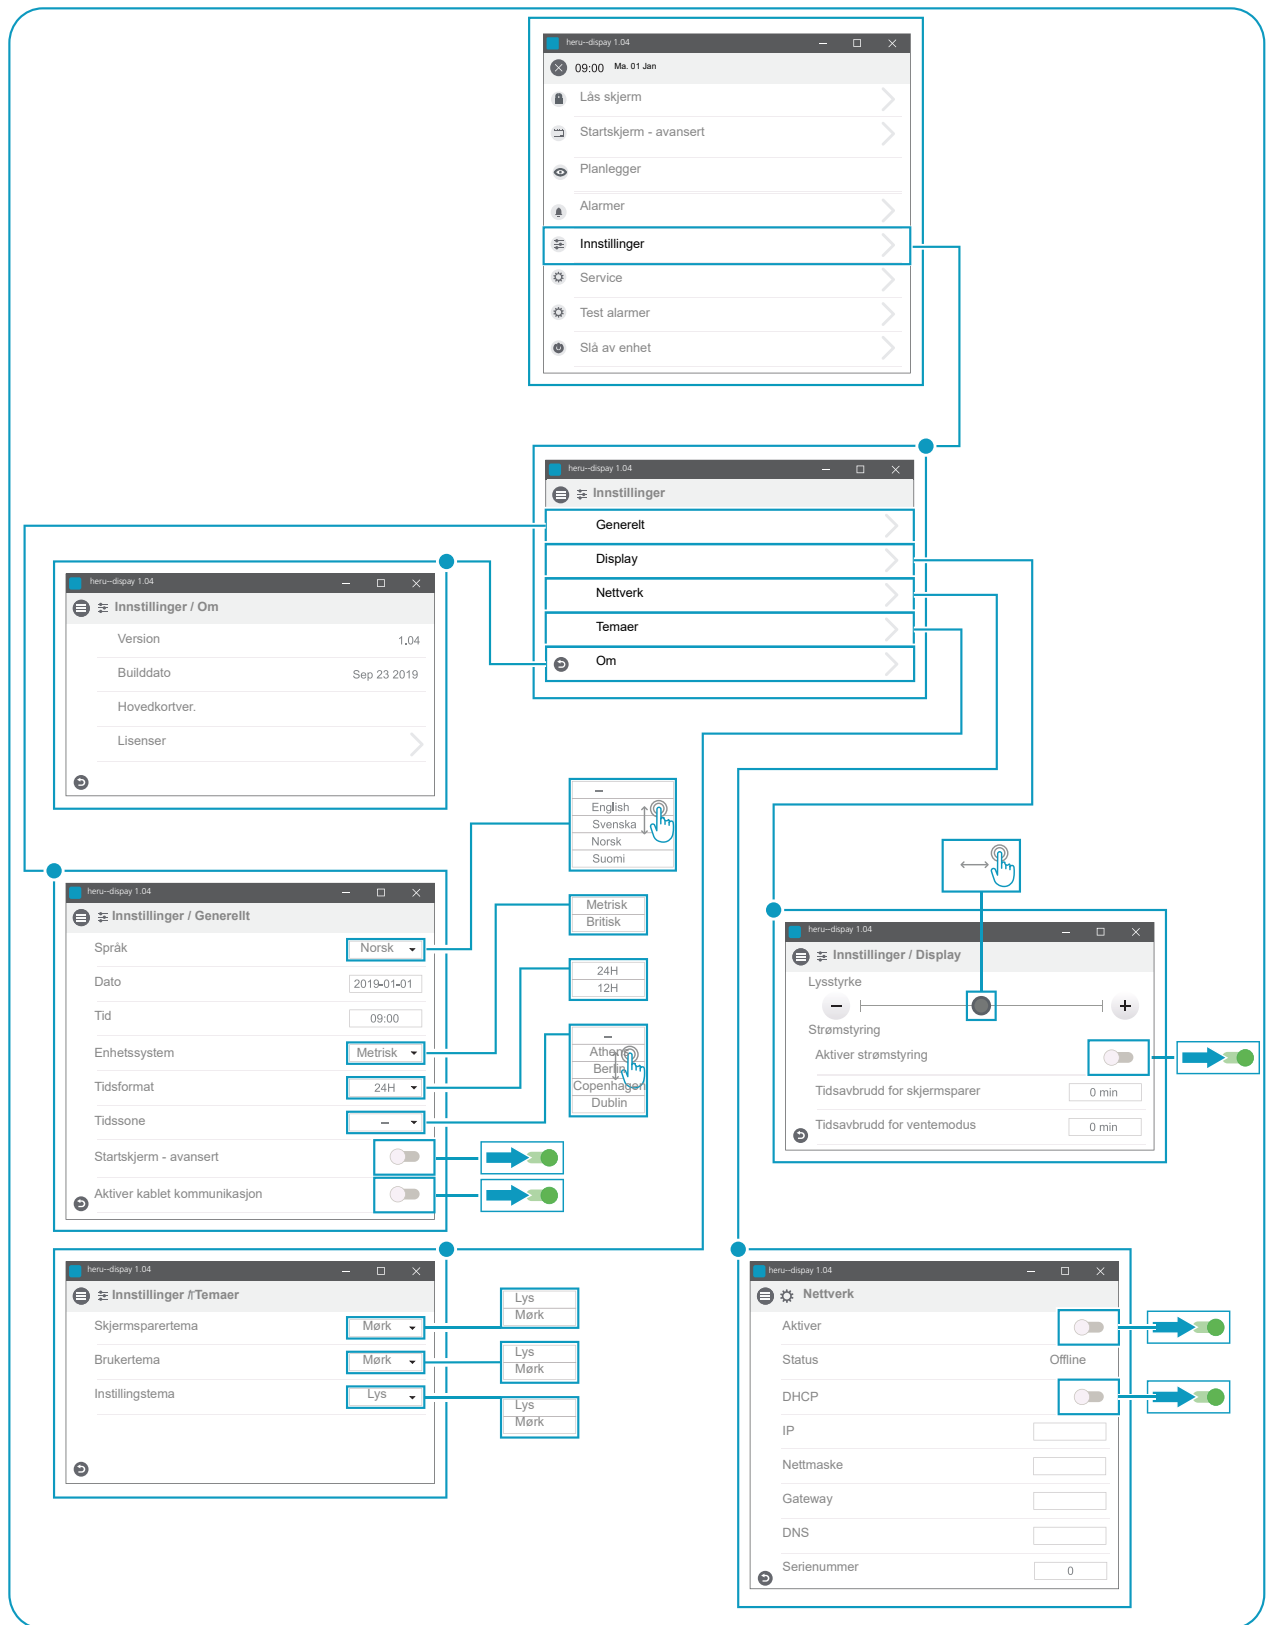 heru--dispay 1.04
09:00 Ma. 01 Jan
Lås skjerm
Startskjerm - avansert
Planlegger
Alarmer
Innstillinger
Service
Test alarmer
Slå av enhet
heru--dispay 1.04
Innstillinger
Generelt
Display
Nettverk
Temaer
Om
heru--dispay 1.04
Innstillinger / Om
Version 1.04
Builddato Sep 23 2019
Hovedkortver.
Lisenser
–
English
Svenska
Norsk
Suomi
heru--dispay 1.04
Innstillinger / Generellt
Språk Norsk
Dato 2019-01-01
Tid 09:00
Enhetssystem Metrisk
Tidsformat 24H
Tidssone –
Startskjerm - avansert
Aktiver kablet kommunikasjon
Metrisk
Britisk
24H
12H
–
Athens
Berlin
Copenhagen
Dublin
heru--dispay 1.04
Innstillinger / Display
Lysstyrke
Strømstyring
Aktiver strømstyring
Tidsavbrudd for skjermsparer 0 min
Tidsavbrudd for ventemodus 0 min
heru--dispay 1.04
Innstillinger / Temaer
Skjermsparertema Mørk
Brukertema Mørk
Instillingstema Lys
Lys
Mørk
Lys
Mørk
Lys
Mørk
heru--dispay 1.04
Nettverk
Aktiver
Status Offline
DHCP
IP
Nettmaske
Gateway
DNS
Serienummer 0